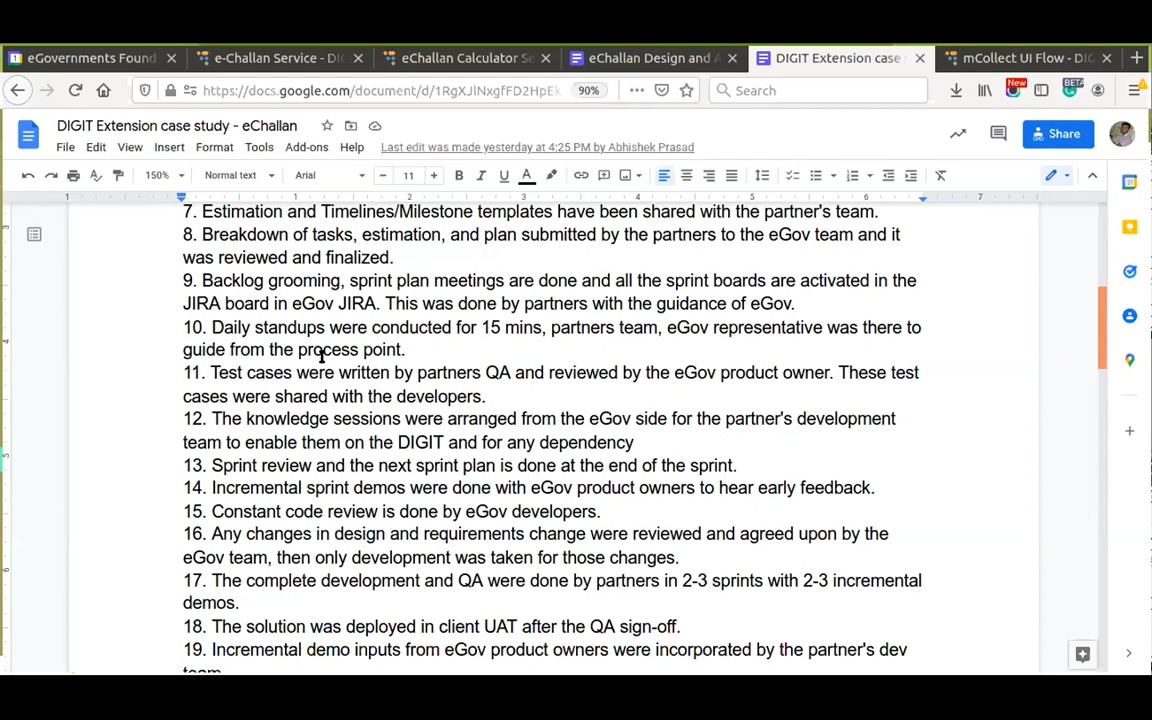 eGovernments Found
e-Challan Service - DI
eChallan Calculator Se
eChallan Design and A
DIGIT Extension case
mCollect UI Flow - DIG
https://docs.google.com/document/d/1RgXJlNxgfFD2HpEk
90%
Search
New
BETA
DIGIT Extension case study - eChallan
Share
File Edit View Insert Format Tools Add-ons Help Last edit was made yesterday at 4:25 PM by Abhishek Prasad
150% Normal text Arial 11
1 1 2 3 4 5 6 7
7. Estimation and Timelines/Milestone templates have been shared with the partner's team.
8. Breakdown of tasks, estimation, and plan submitted by the partners to the eGov team and it
was reviewed and finalized.
9. Backlog grooming, sprint plan meetings are done and all the sprint boards are activated in the
JIRA board in eGov JIRA. This was done by partners with the guidance of eGov.
10. Daily standups were conducted for 15 mins, partners team, eGov representative was there to
guide from the process point.
11. Test cases were written by partners QA and reviewed by the eGov product owner. These test
cases were shared with the developers.
12. The knowledge sessions were arranged from the eGov side for the partner's development
team to enable them on the DIGIT and for any dependency
13. Sprint review and the next sprint plan is done at the end of the sprint.
14. Incremental sprint demos were done with eGov product owners to hear early feedback.
15. Constant code review is done by eGov developers.
16. Any changes in design and requirements change were reviewed and agreed upon by the
eGov team, then only development was taken for those changes.
17. The complete development and QA were done by partners in 2-3 sprints with 2-3 incremental
demos.
18. The solution was deployed in client UAT after the QA sign-off.
19. Incremental demo inputs from eGov product owners were incorporated by the partner's dev
team